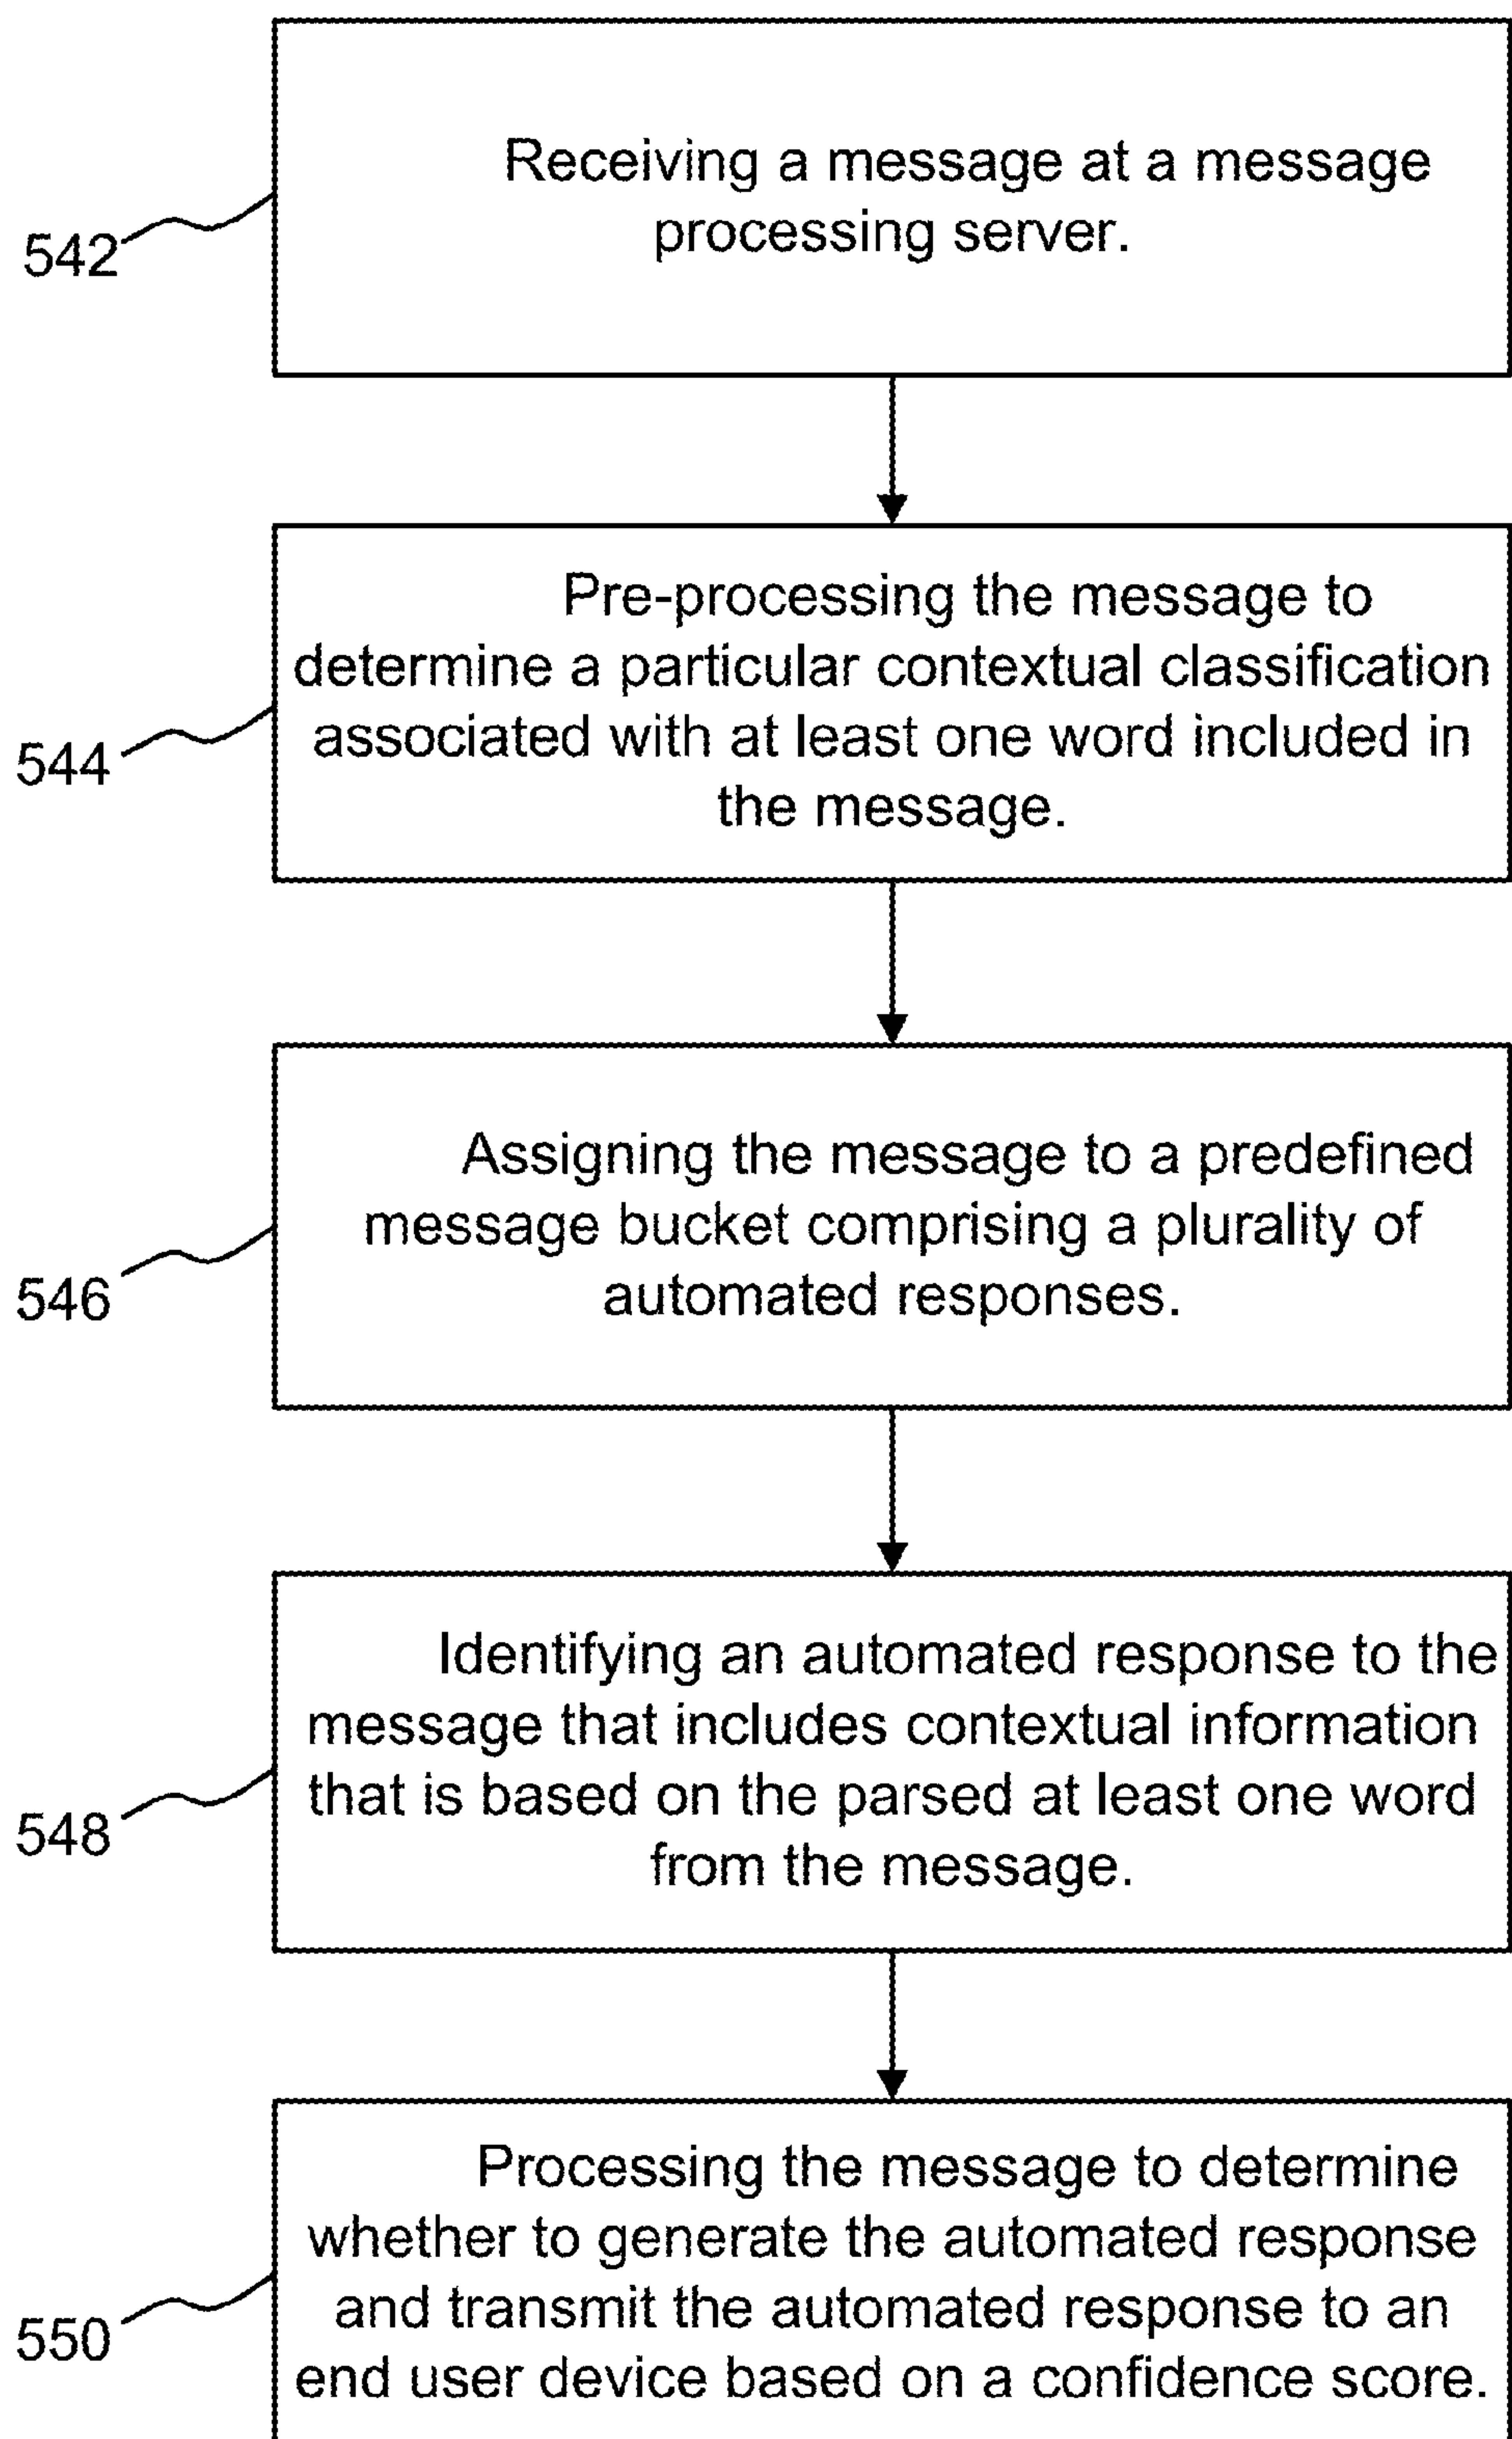 Receiving a message at a message
processing server.
542
Pre-processing the message to
determine a particular contextual classification
associated with at least one word included in
the message.
544
Assigning the message to a predefined
message bucket comprising a plurality of
automated responses.
546
Identifying an automated response to the
message that includes contextual information
that is based on the parsed at least one word
from the message.
548
Processing the message to determine
whether to generate the automated response
and transmit the automated response to an
end user device based on a confidence score.
550